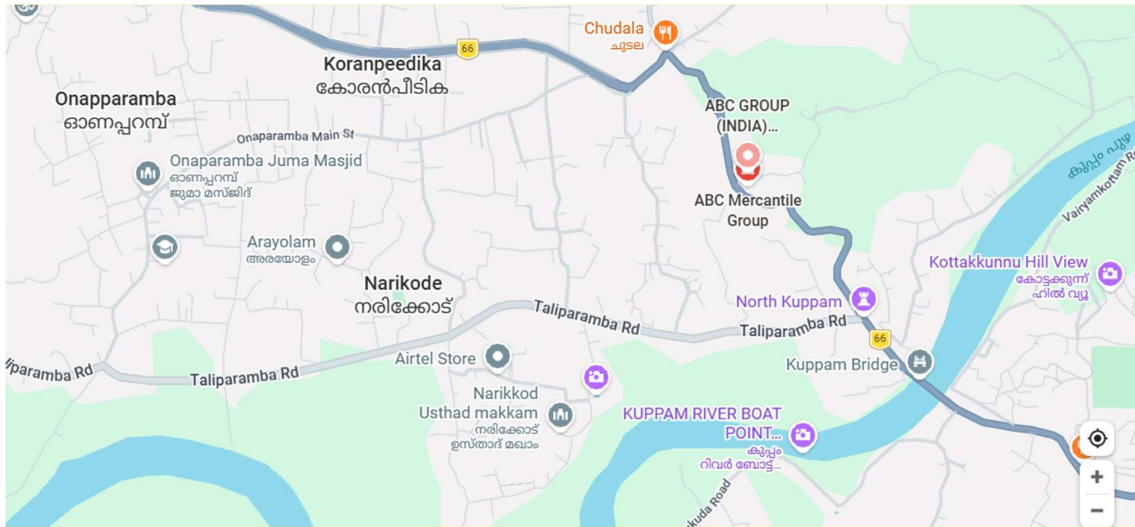 Chudala
ചുടല
66
Koranpeedika
കോരൻപീടിക
Onapparamba
ഓണപ്പറമ്പ്
ABC GROUP
(INDIA)...
Onaparamba Main St
Onaparamba Juma Masjid
ഓണപ്പറമ്പ്
ജുമാ മസ്ജിദ്
കുപ്പം പുഴ
Vairyamkottam Ro
ABC Mercantile
Group
Arayolam
അരയോളം
Kottakkunnu Hill View
കോട്ടക്കുന്ന്
ഹിൽ വ്യൂ
Narikode
നരിക്കോട്
North Kuppam
Taliparamba Rd
Taliparamba Rd
66
Airtel Store
Kuppam Bridge
liparamba Rd
Taliparamba Rd
Narikkod
Usthad makkam
നരിക്കോട്
ഉസ്താദ് മഖാം
KUPPAM RIVER BOAT
POINT...
കുപ്പം
റിവർ ബോട്ട്...
kuda Road